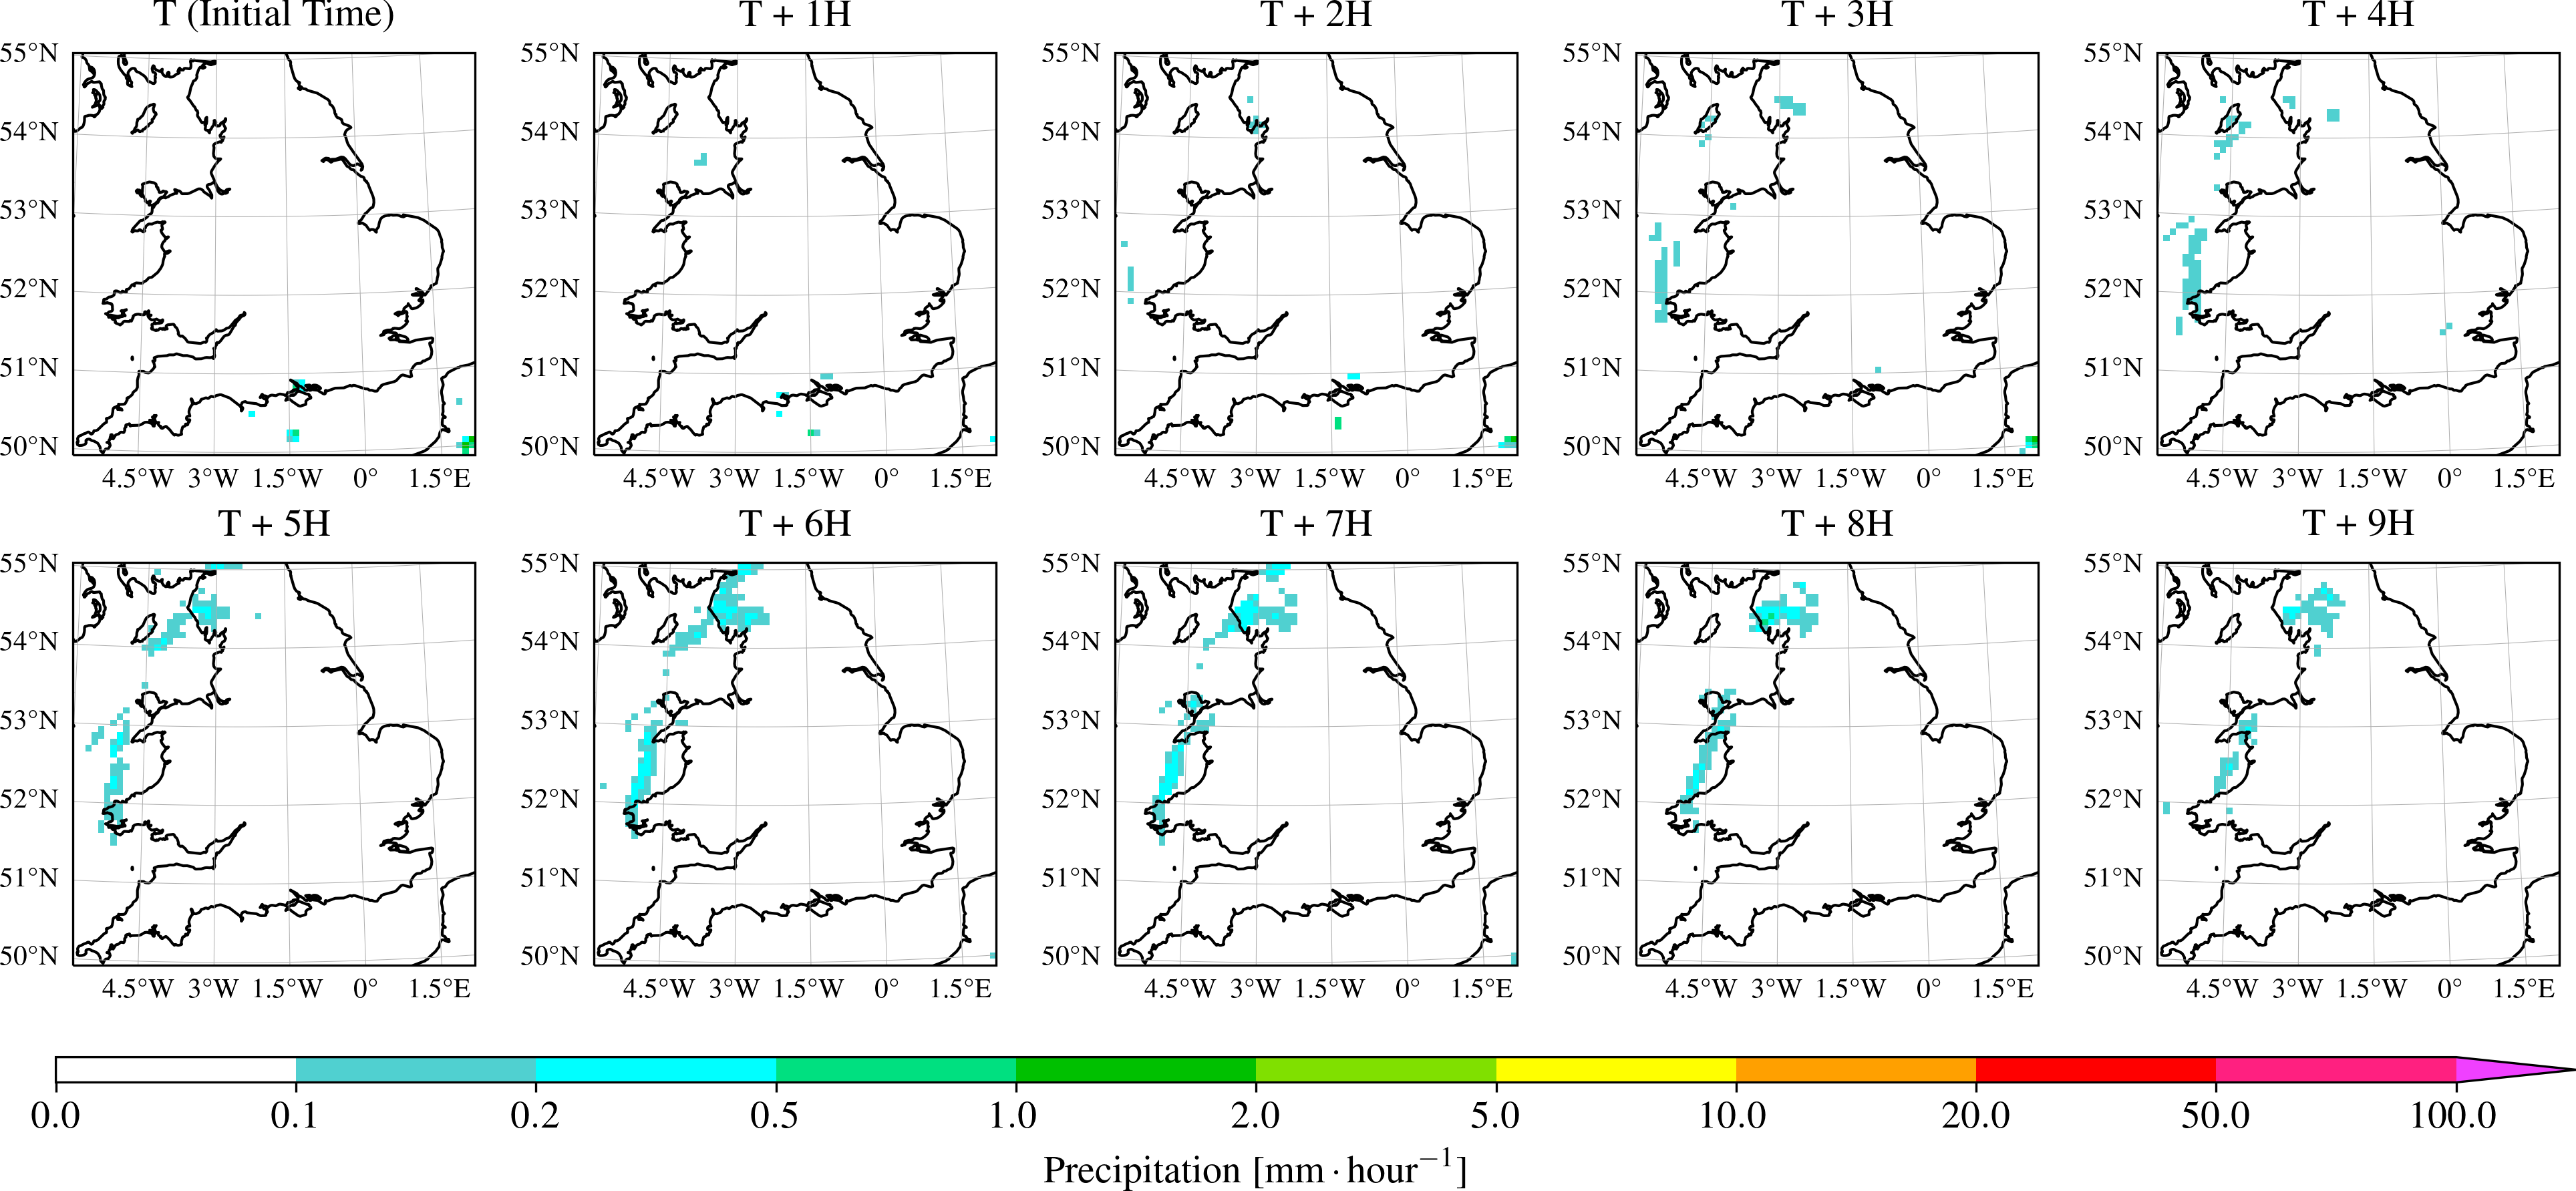 T (Initial Time) T + 1H T + 2H T + 3H T + 4H
55°N 55°N 55°N 55°N 55°N
54°N 54°N 54°N 54°N 54°N
53°N 53°N 53°N 53°N 53°N
52°N 52°N 52°N 52°N 52°N
51°N 51°N 51°N 51°N 51°N
50°N 50°N 50°N 50°N 50°N
4.5°W 3°W 1.5°W 0° 1.5°E 4.5°W 3°W 1.5°W 0° 1.5°E 4.5°W 3°W 1.5°W 0° 1.5°E 4.5°W 3°W 1.5°W 0° 1.5°E 4.5°W 3°W 1.5°W 0° 1.5°E
T + 5H T + 6H T + 7H T + 8H T + 9H
55°N 55°N 55°N 55°N 55°N
54°N 54°N 54°N 54°N 54°N
53°N 53°N 53°N 53°N 53°N
52°N 52°N 52°N 52°N 52°N
51°N 51°N 51°N 51°N 51°N
50°N 50°N 50°N 50°N 50°N
4.5°W 3°W 1.5°W 0° 1.5°E 4.5°W 3°W 1.5°W 0° 1.5°E 4.5°W 3°W 1.5°W 0° 1.5°E 4.5°W 3°W 1.5°W 0° 1.5°E 4.5°W 3°W 1.5°W 0° 1.5°E
0.0 0.1 0.2 0.5 1.0 2.0 5.0 10.0 20.0 50.0 100.0
Precipitation [mm · hour⁻¹]